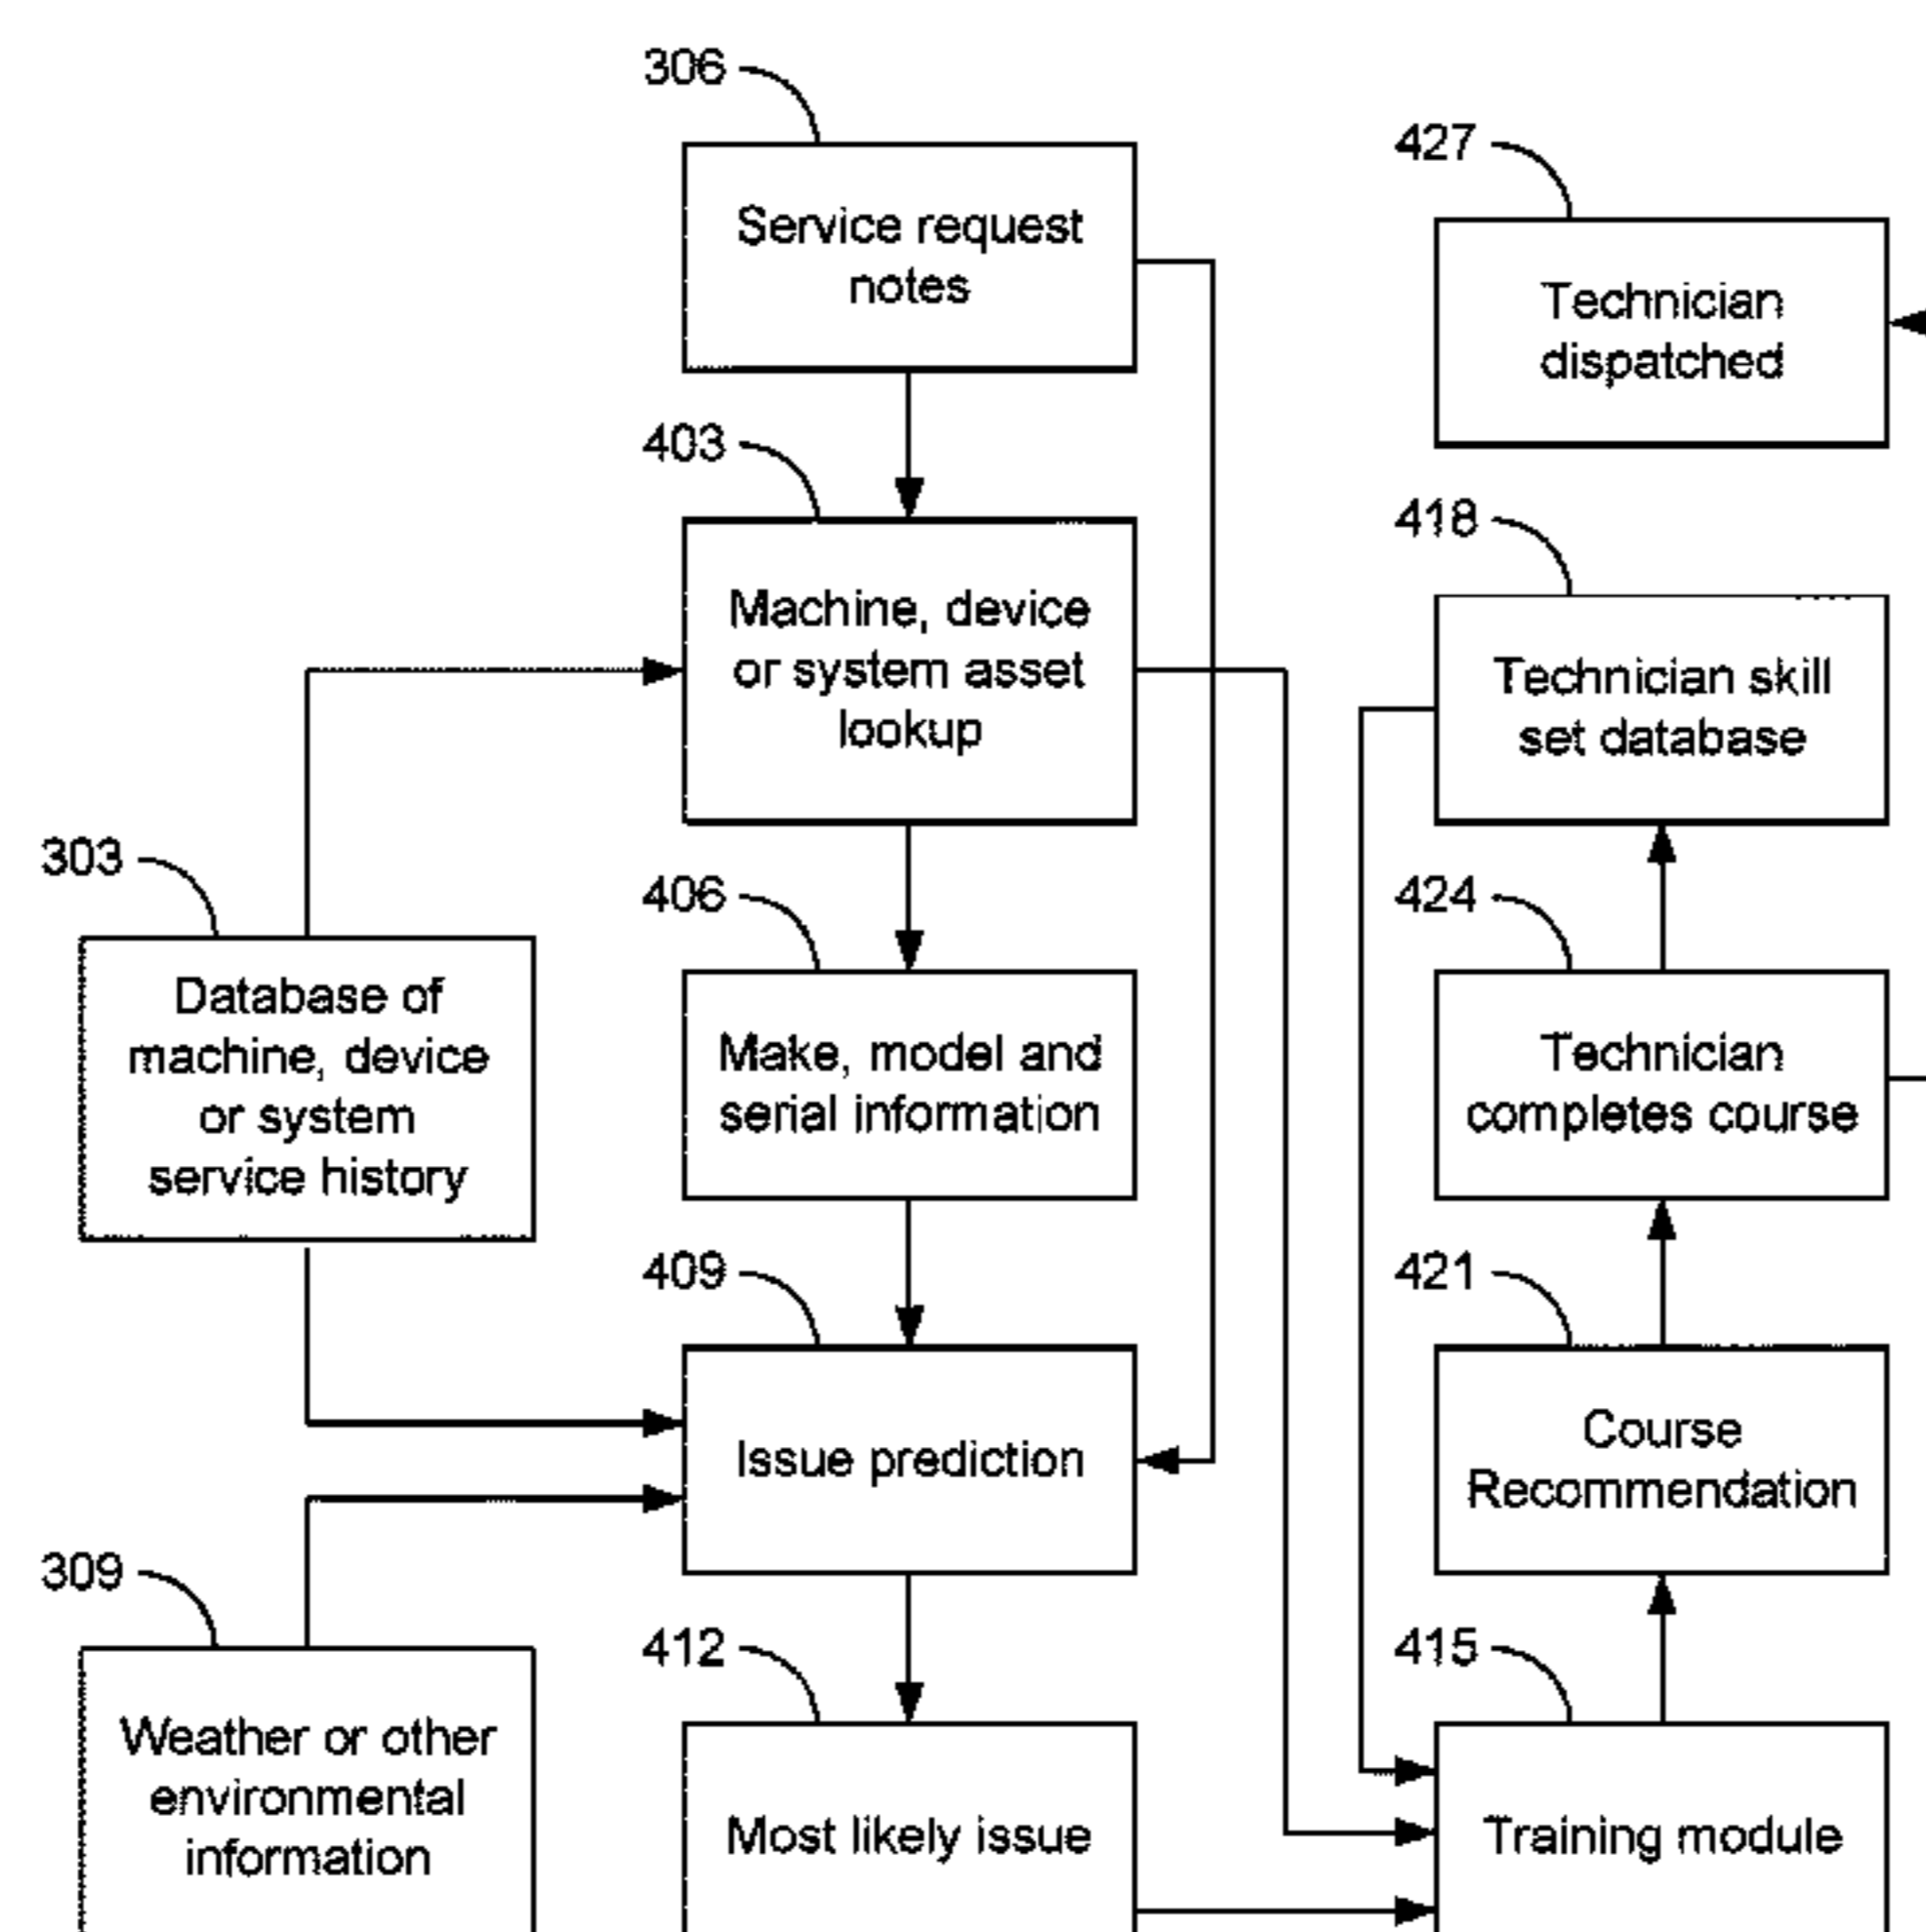 306
Service request
notes
427
Technician
dispatched
403
Machine, device
or system asset
lookup
418
Technician skill
set database
303
Database of
machine, device
or system
service history
406
Make, model and
serial information
424
Technician
completes course
409
Issue prediction
421
Course
Recommendation
309
Weather or other
environmental
information
412
Most likely issue
415
Training module